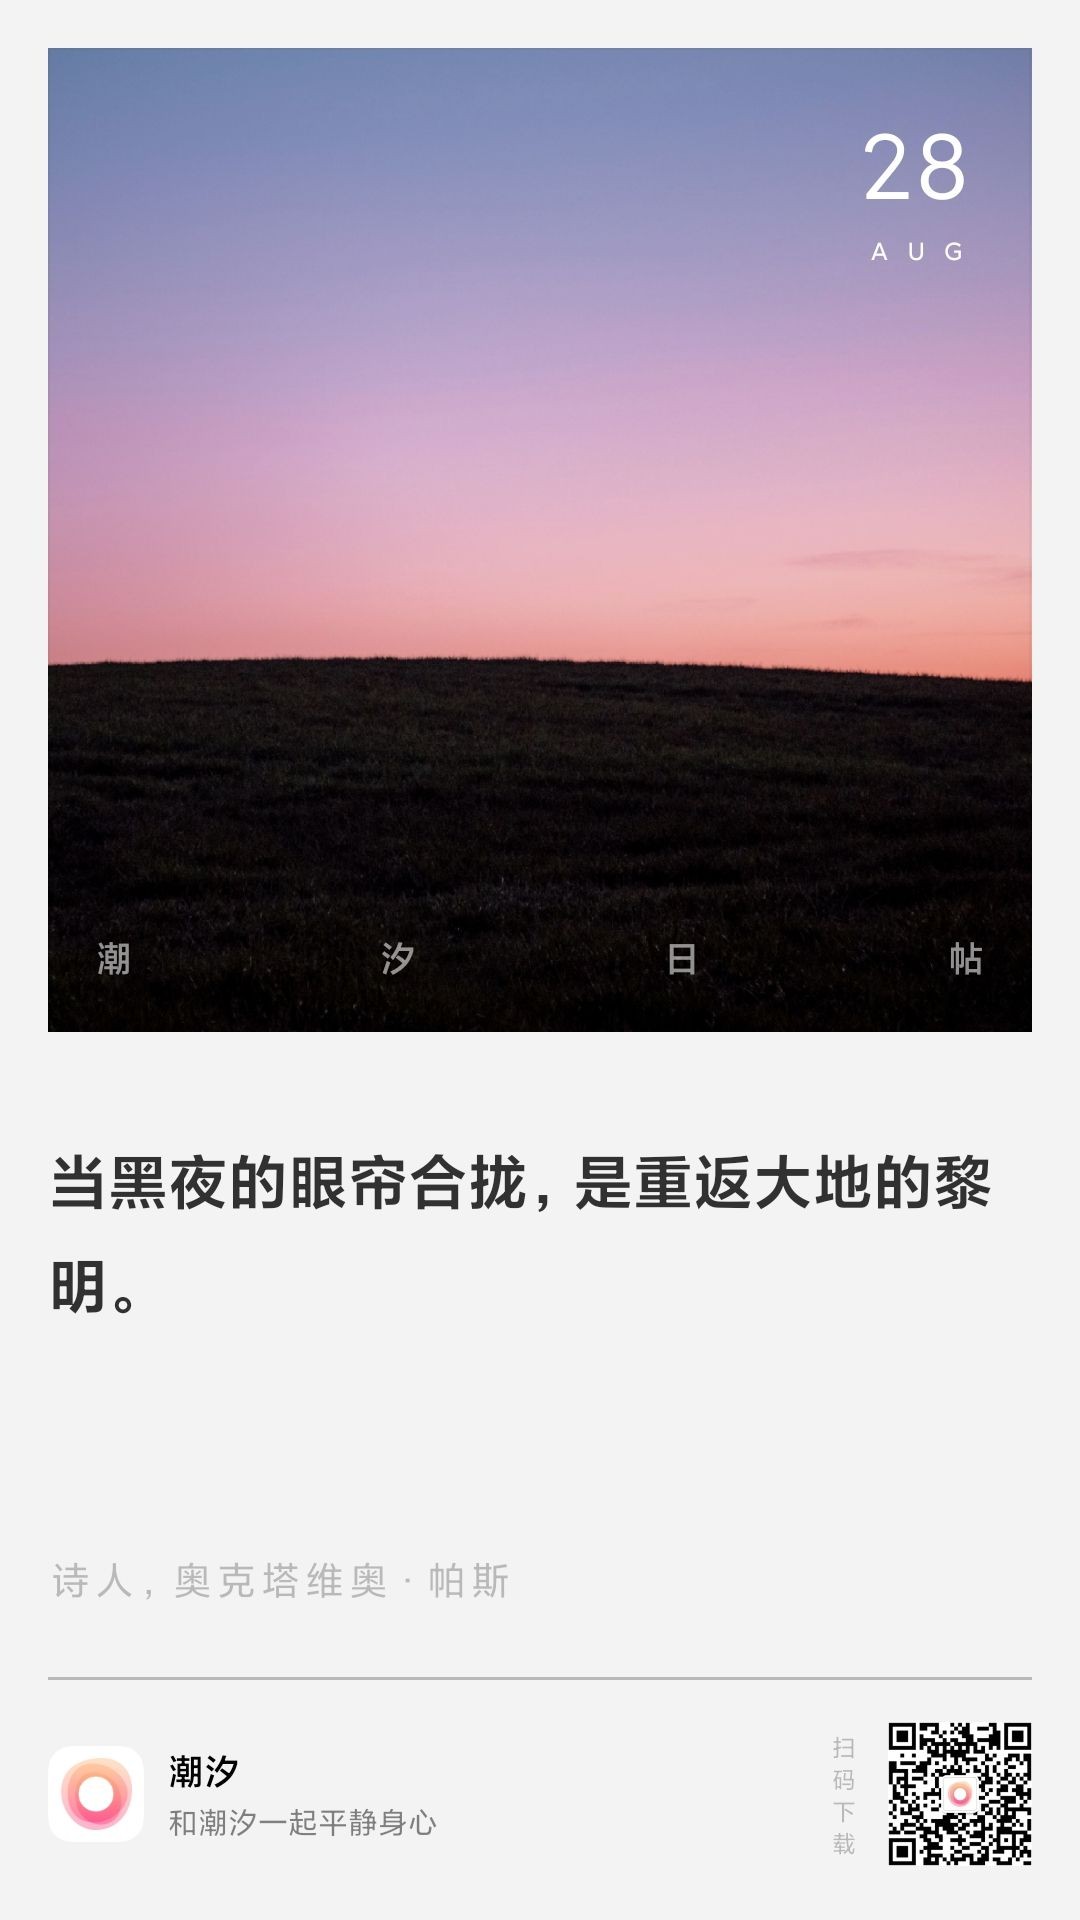 28
AUG
潮汐日帖
当黑夜的眼帘合拢，是重返大地的黎
明。
诗人，奥克塔维奥·帕斯
潮汐
和潮汐一起平静身心
扫码下载